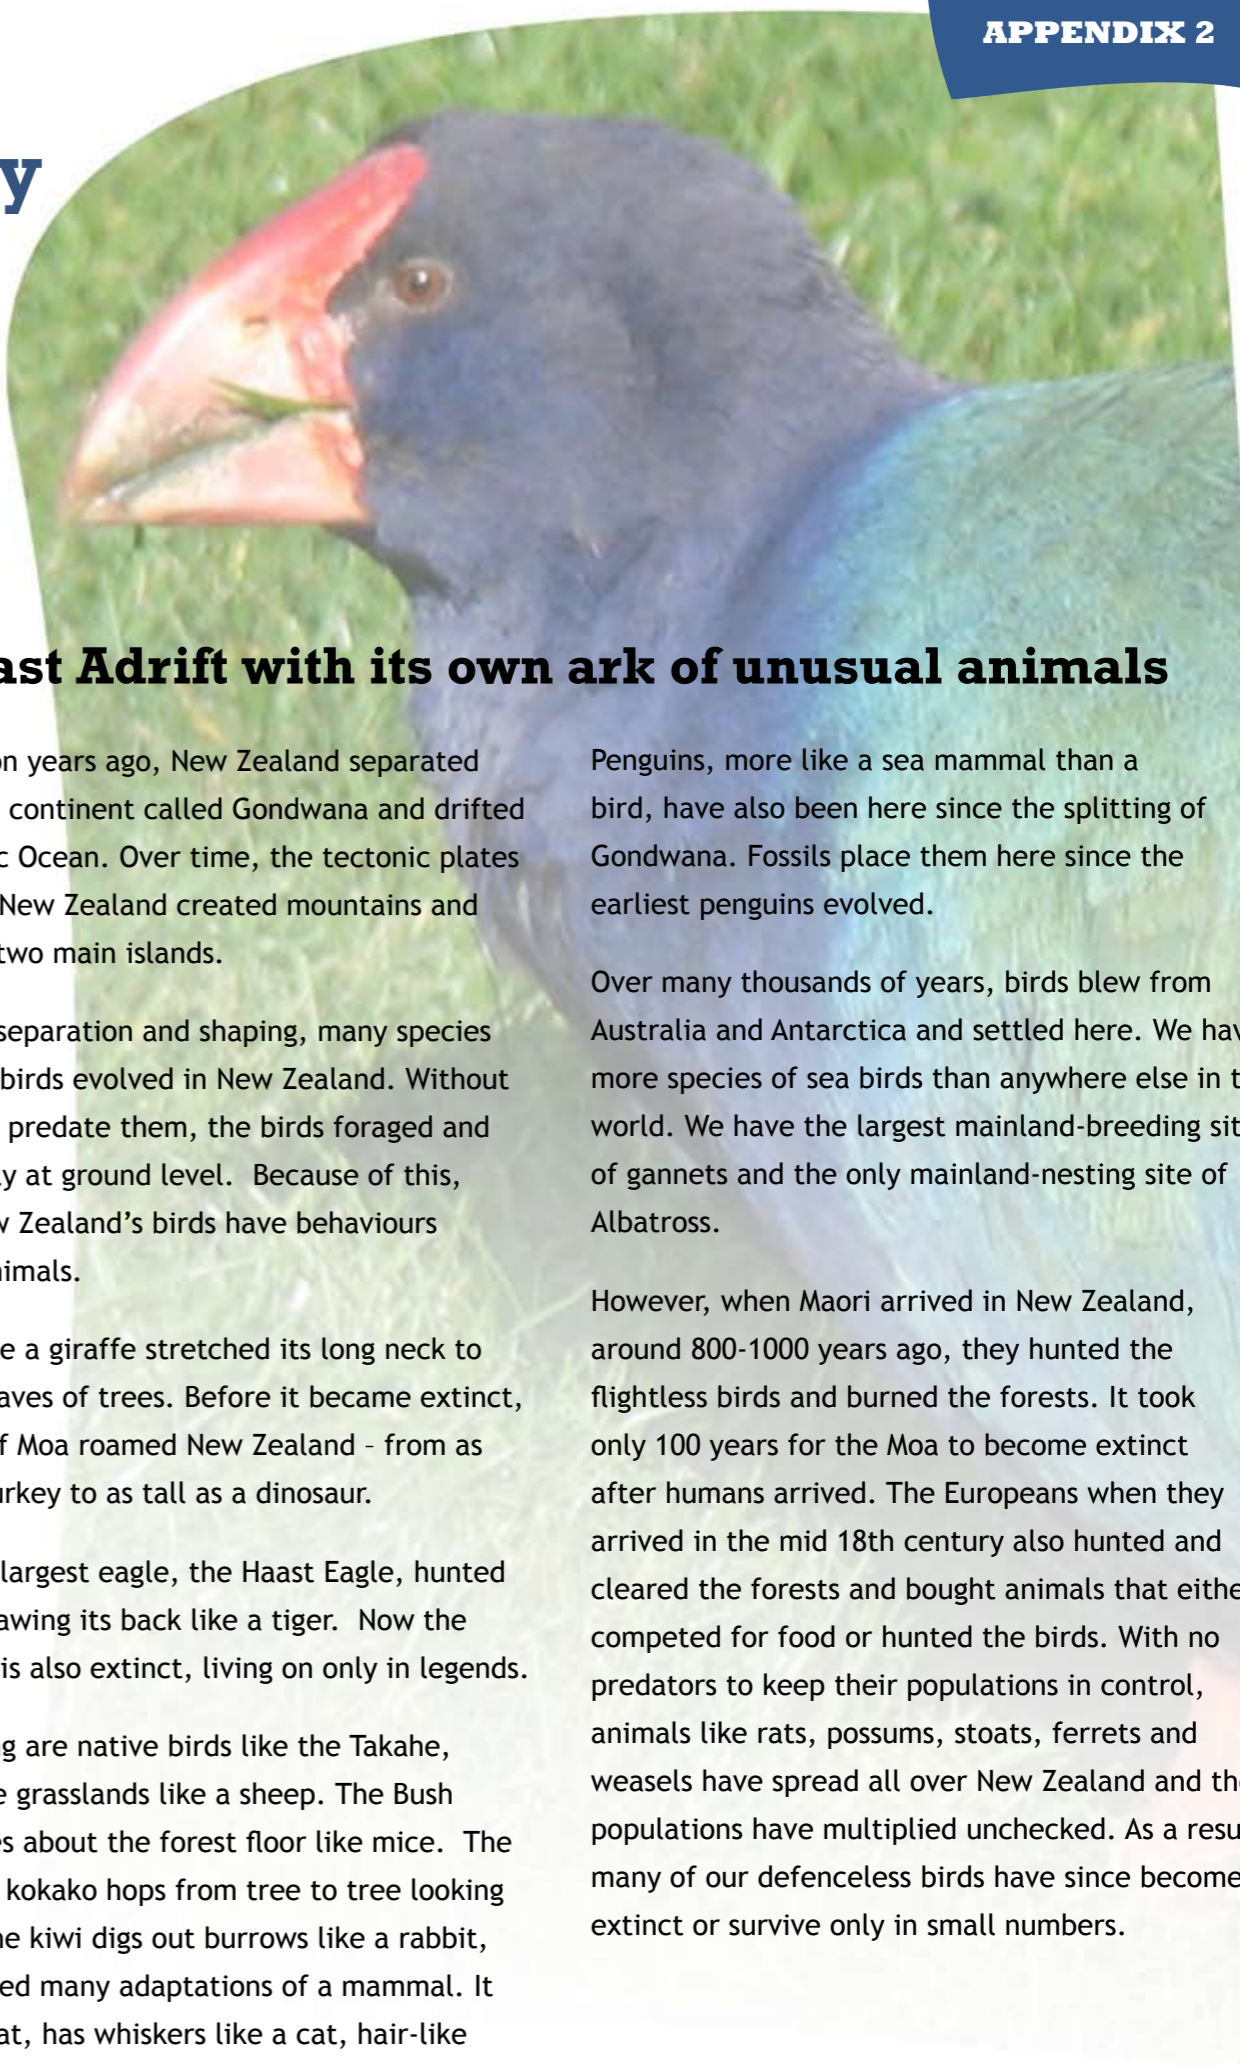 APPENDIX 2
y
ast Adrift with its own ark of unusual animals
on years ago, New Zealand separated
continent called Gondwana and drifted
c Ocean. Over time, the tectonic plates
New Zealand created mountains and
two main islands.
separation and shaping, many species
birds evolved in New Zealand. Without
predate them, the birds foraged and
y at ground level. Because of this,
w Zealand's birds have behaviours
nimals.
e a giraffe stretched its long neck to
aves of trees. Before it became extinct,
f Moa roamed New Zealand – from as
urkey to as tall as a dinosaur.
largest eagle, the Haast Eagle, hunted
awing its back like a tiger. Now the
is also extinct, living on only in legends.
ng are native birds like the Takahe,
e grasslands like a sheep. The Bush
es about the forest floor like mice. The
kokako hops from tree to tree looking
he kiwi digs out burrows like a rabbit,
ed many adaptations of a mammal. It
at, has whiskers like a cat, hair-like
Penguins, more like a sea mammal than a
bird, have also been here since the splitting of
Gondwana. Fossils place them here since the
earliest penguins evolved.
Over many thousands of years, birds blew from
Australia and Antarctica and settled here. We hav
more species of sea birds than anywhere else in t
world. We have the largest mainland-breeding sit
of gannets and the only mainland-nesting site of
Albatross.
However, when Maori arrived in New Zealand,
around 800-1000 years ago, they hunted the
flightless birds and burned the forests. It took
only 100 years for the Moa to become extinct
after humans arrived. The Europeans when they
arrived in the mid 18th century also hunted and
cleared the forests and bought animals that eithe
competed for food or hunted the birds. With no
predators to keep their populations in control,
animals like rats, possums, stoats, ferrets and
weasels have spread all over New Zealand and the
populations have multiplied unchecked. As a resu
many of our defenceless birds have since become
extinct or survive only in small numbers.